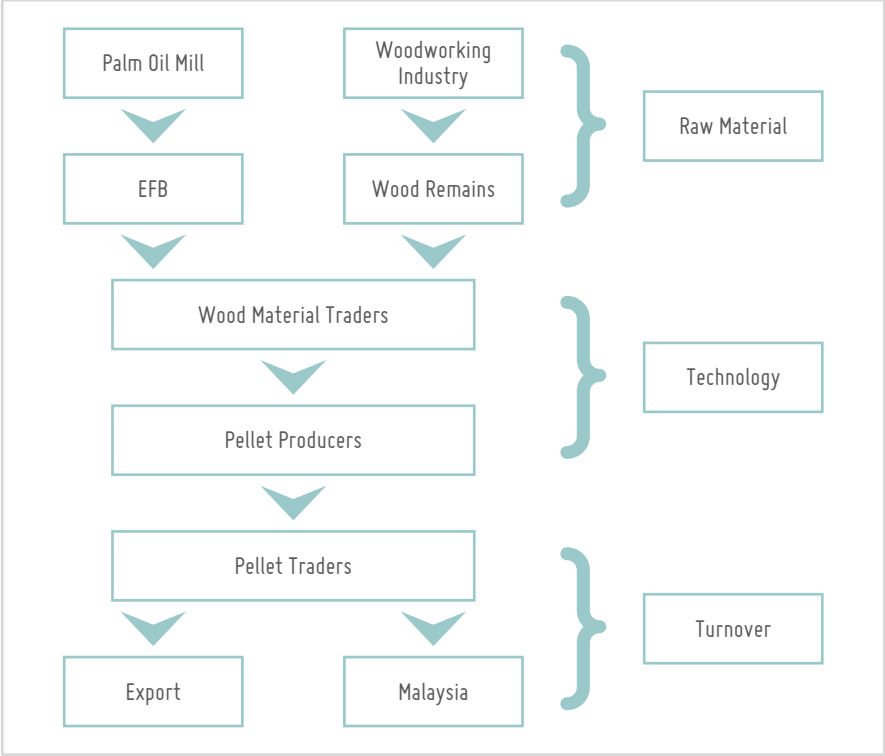 Palm Oil Mill
Woodworking
Industry
Raw Material
EFB
Wood Remains
Wood Material Traders
Technology
Pellet Producers
Pellet Traders
Turnover
Export
Malaysia